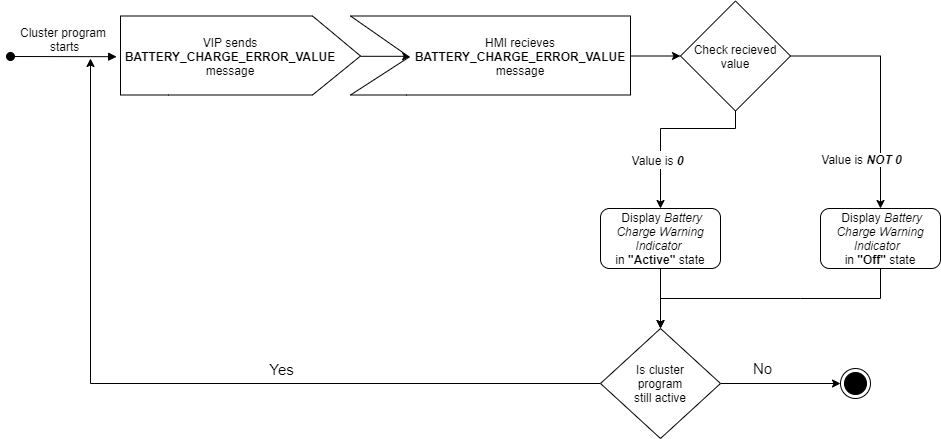 Cluster program
starts
VIP sends
BATTERY_CHARGE_ERROR_VALUE
message
HMI recieves
BATTERY_CHARGE_ERROR_VALUE
message
Check recieved
value
Value is 0
Value is NOT 0
Display Battery
Charge Warning
Indicator
in "Active" state
Display Battery
Charge Warning
Indicator
in "Off" state
Is cluster
program
still active
Yes
No